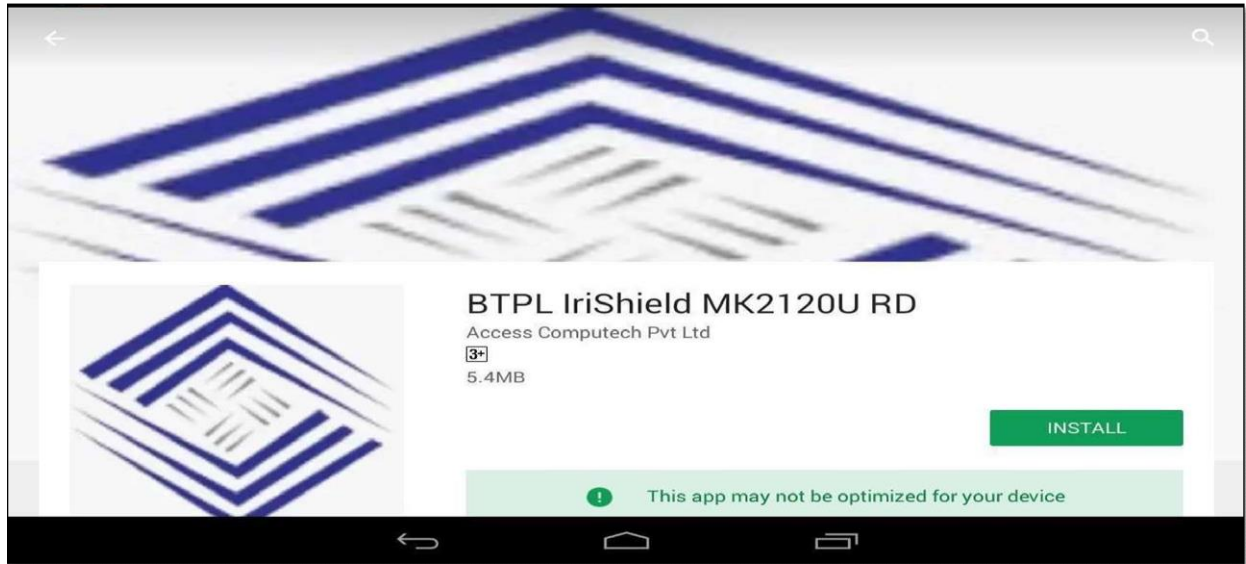 BTPL IriShield MK2120U RD
Access Computech Pvt Ltd
3+
5.4MB
INSTALL
This app may not be optimized for your device